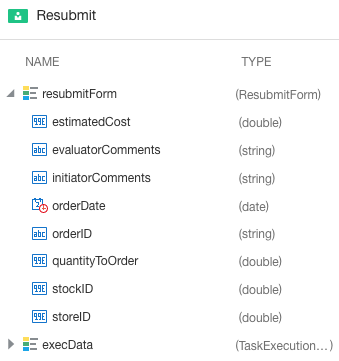 Resubmit
NAME TYPE
resubmitForm (ResubmitForm)
estimatedCost (double)
evaluatorComments (string)
initiatorComments (string)
orderDate (date)
orderID (string)
quantityToOrder (double)
stockID (double)
storeID (double)
execData (TaskExecution...)